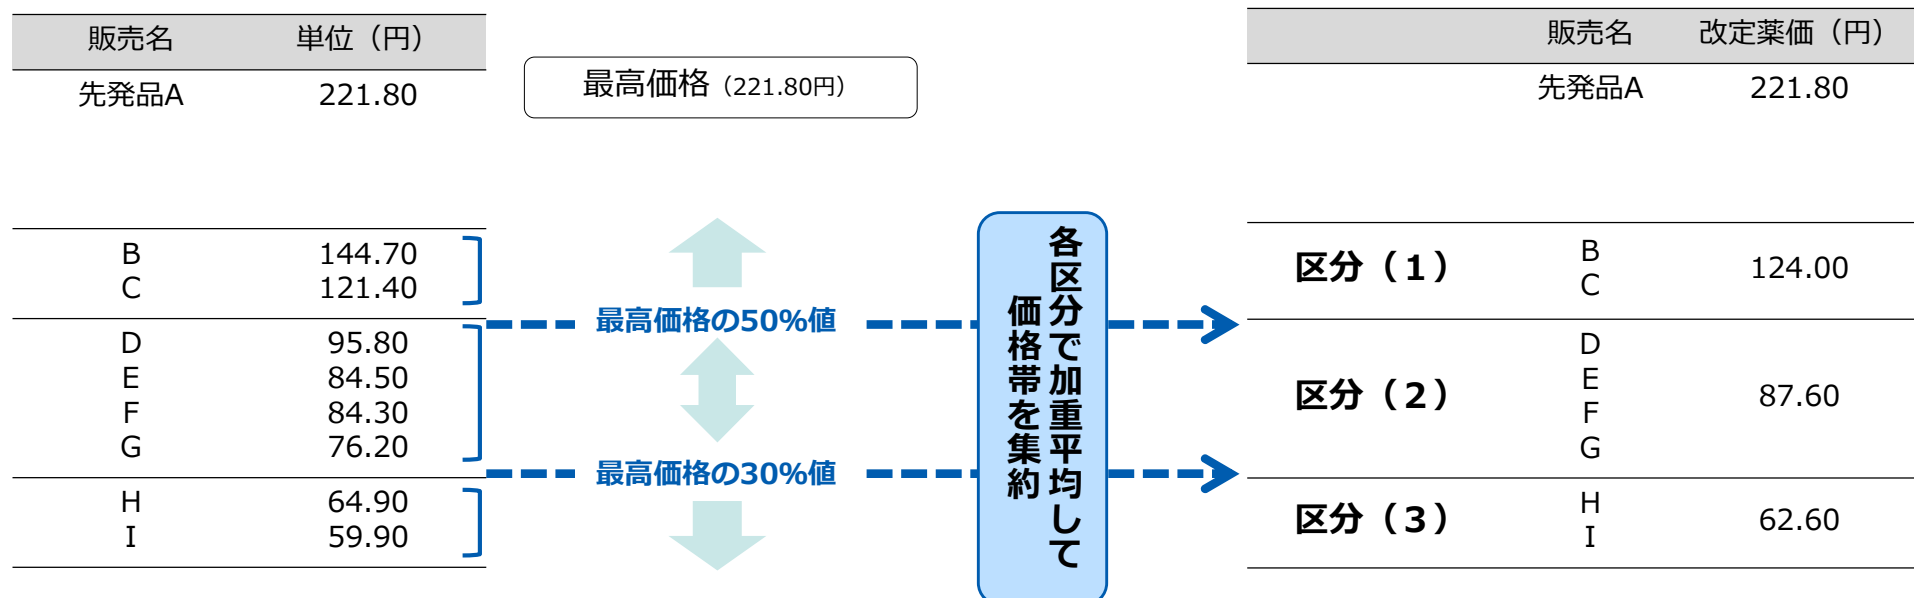 販売名 単位（円）
先発品A 221.80
B 144.70
C 121.40
D 95.80
E 84.50
F 84.30
G 76.20
H 64.90
I 59.90
最高価格（221.80円）
最高価格の50%値
最高価格の30%値
各区分で加重平均して
価格帯を集約
販売名 改定薬価（円）
先発品A 221.80
区分（1） B C 124.00
区分（2） D E F G 87.60
区分（3） H I 62.60